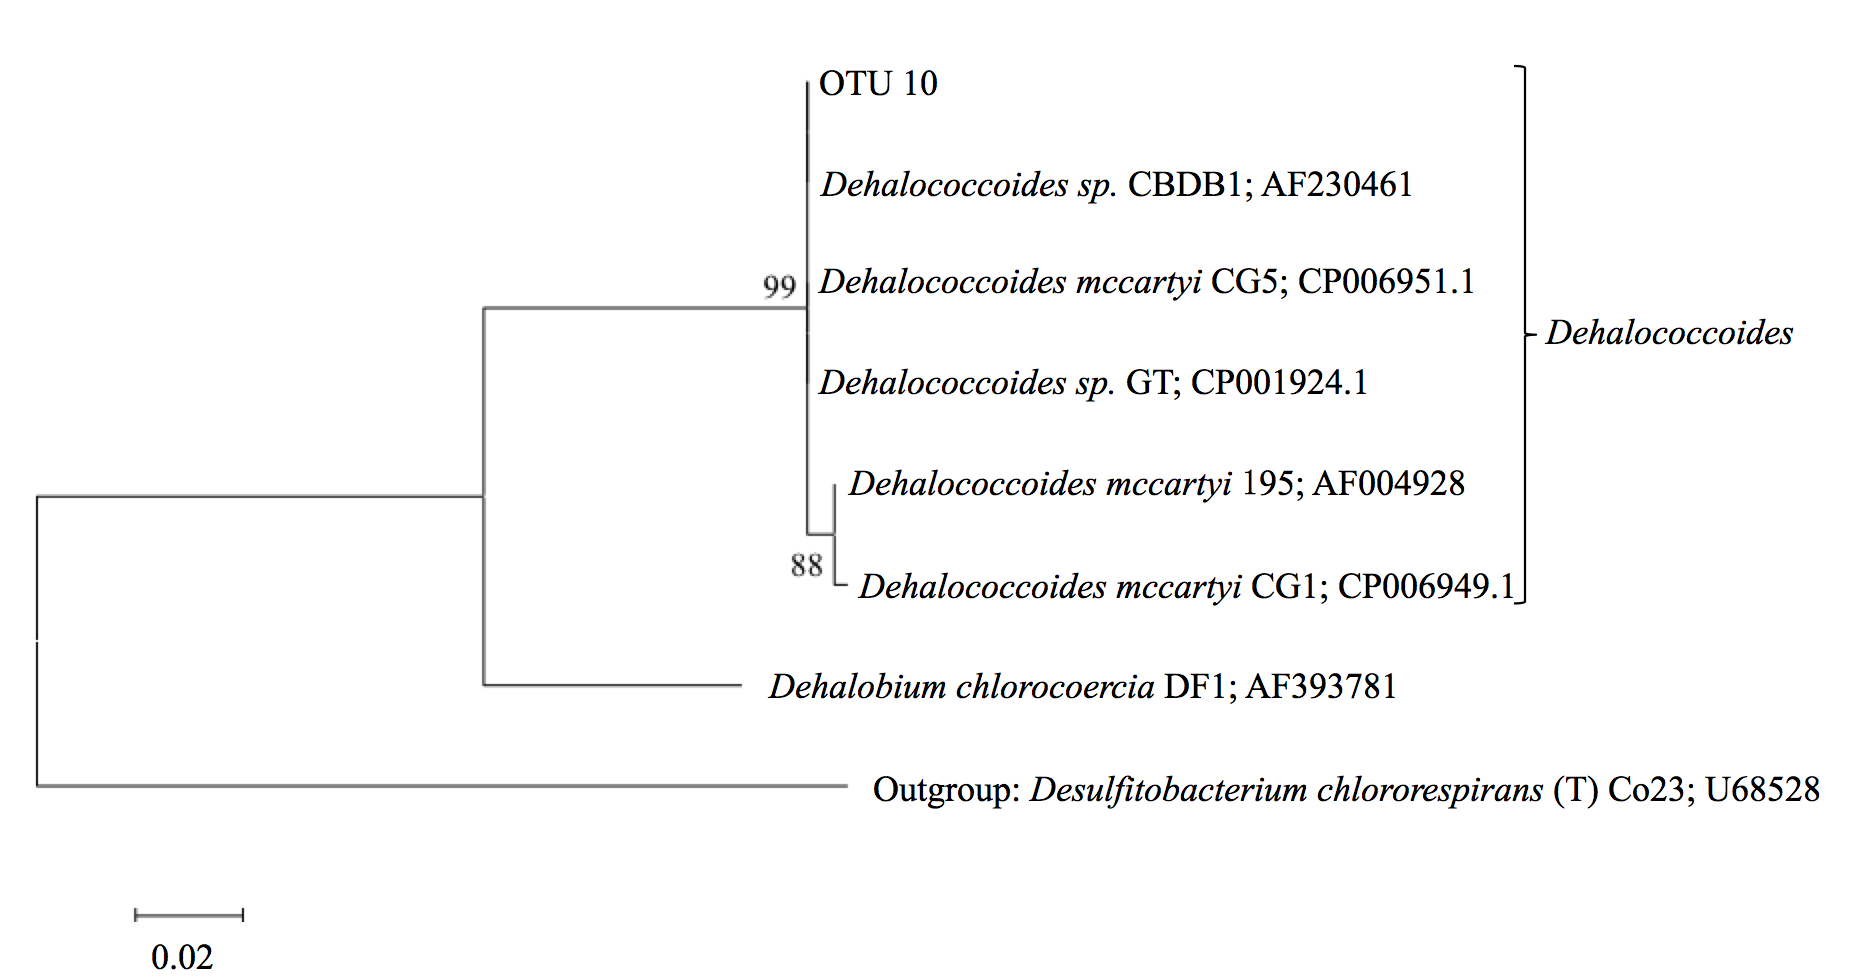 OTU 10
Dehalococcoides sp. CBDB1; AF230461
99
Dehalococcoides mccartyi CG5; CP006951.1
Dehalococcoides
Dehalococcoides sp. GT; CP001924.1
Dehalococcoides mccartyi 195; AF004928
88
Dehalococcoides mccartyi CG1; CP006949.1
Dehalobium chlorocoercia DF1; AF393781
Outgroup: Desulfitobacterium chlororespirans (T) Co23; U68528
0.02